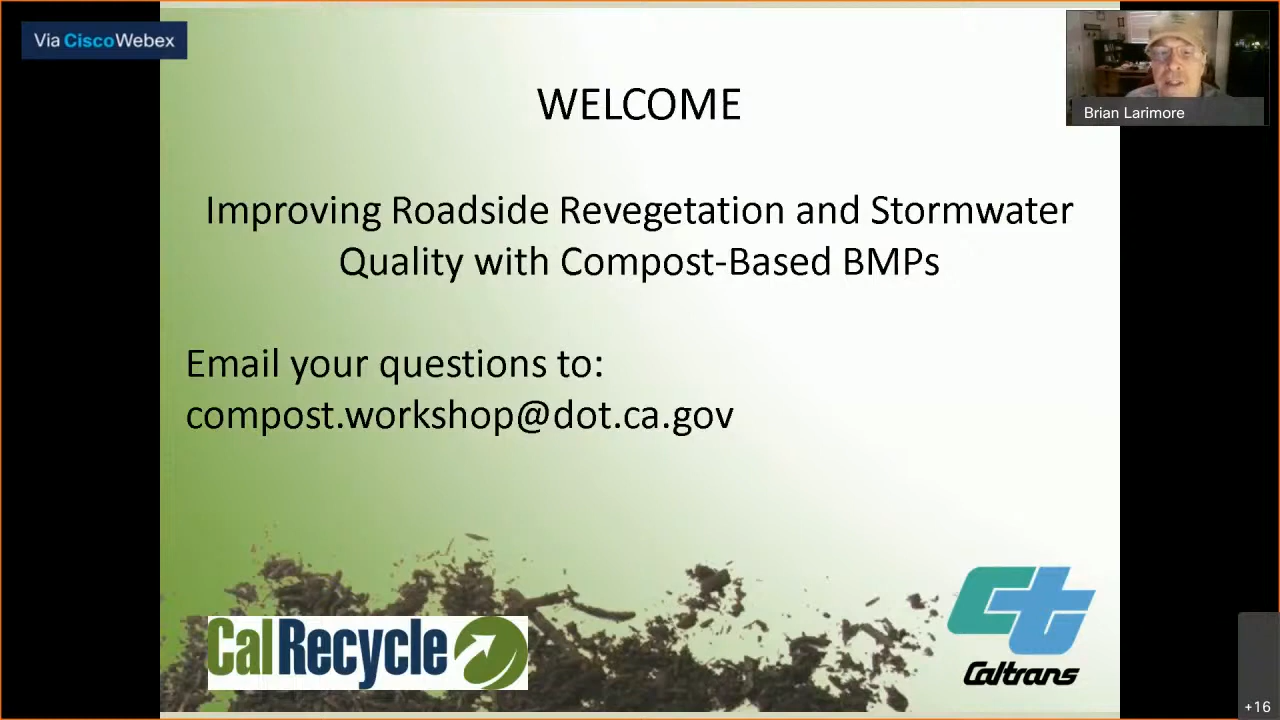 Via CiscoWebex
Brian Larimore
WELCOME
Improving Roadside Revegetation and Stormwater
Quality with Compost-Based BMPs
Email your questions to:
compost.workshop@dot.ca.gov
CalRecycle
Ct
Caltrans
+16